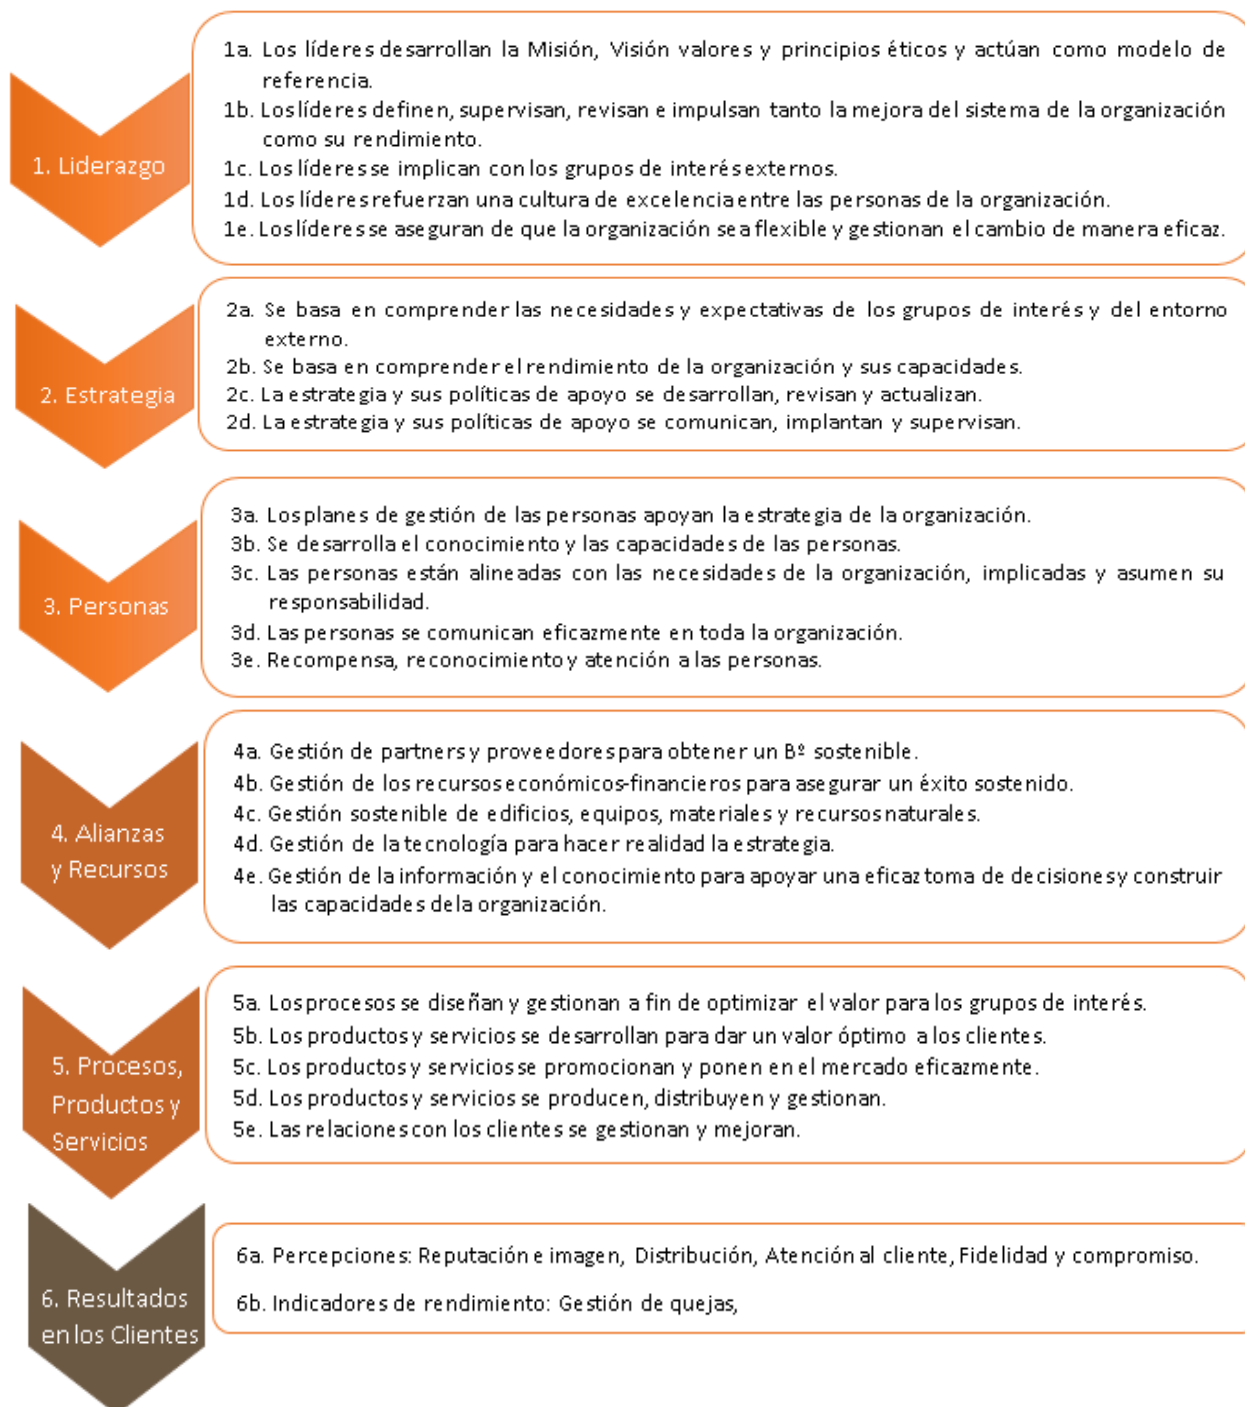 1. Liderazgo
1a. Los líderes desarrollan la Misión, Visión valores y principios éticos y actúan como modelo de
referencia.
1b. Los líderes definen, supervisan, revisan e impulsan tanto la mejora del sistema de la organización
como su rendimiento.
1c. Los líderes se implican con los grupos de interés externos.
1d. Los líderes refuerzan una cultura de excelencia entre las personas de la organización.
1e. Los líderes se aseguran de que la organización sea flexible y gestionan el cambio de manera eficaz.
2. Estrategia
2a. Se basa en comprender las necesidades y expectativas de los grupos de interés y del entorno
externo.
2b. Se basa en comprender el rendimiento de la organización y sus capacidades.
2c. La estrategia y sus políticas de apoyo se desarrollan, revisan y actualizan.
2d. La estrategia y sus políticas de apoyo se comunican, implantan y supervisan.
3. Personas
3a. Los planes de gestión de las personas apoyan la estrategia de la organización.
3b. Se desarrolla el conocimiento y las capacidades de las personas.
3c. Las personas están alineadas con las necesidades de la organización, implicadas y asumen su
responsabilidad.
3d. Las personas se comunican eficazmente en toda la organización.
3e. Recompensa, reconocimiento y atención a las personas.
4. Alianzas
y Recursos
4a. Gestión de partners y proveedores para obtener un Bº sostenible.
4b. Gestión de los recursos económicos-financieros para asegurar un éxito sostenido.
4c. Gestión sostenible de edificios, equipos, materiales y recursos naturales.
4d. Gestión de la tecnología para hacer realidad la estrategia.
4e. Gestión de la información y el conocimiento para apoyar una eficaz toma de decisiones y construir
las capacidades dela organización.
5. Procesos,
Productos y
Servicios
5a. Los procesos se diseñan y gestionan a fin de optimizar el valor para los grupos de interés.
5b. Los productos y servicios se desarrollan para dar un valor óptimo a los clientes.
5c. Los productos y servicios se promocionan y ponen en el mercado eficazmente.
5d. Los productos y servicios se producen, distribuyen y gestionan.
5e. Las relaciones con los clientes se gestionan y mejoran.
6. Resultados
en los Clientes
6a. Percepciones: Reputación e imagen, Distribución, Atención al cliente, Fidelidad y compromiso.
6b. Indicadores de rendimiento: Gestión de quejas,